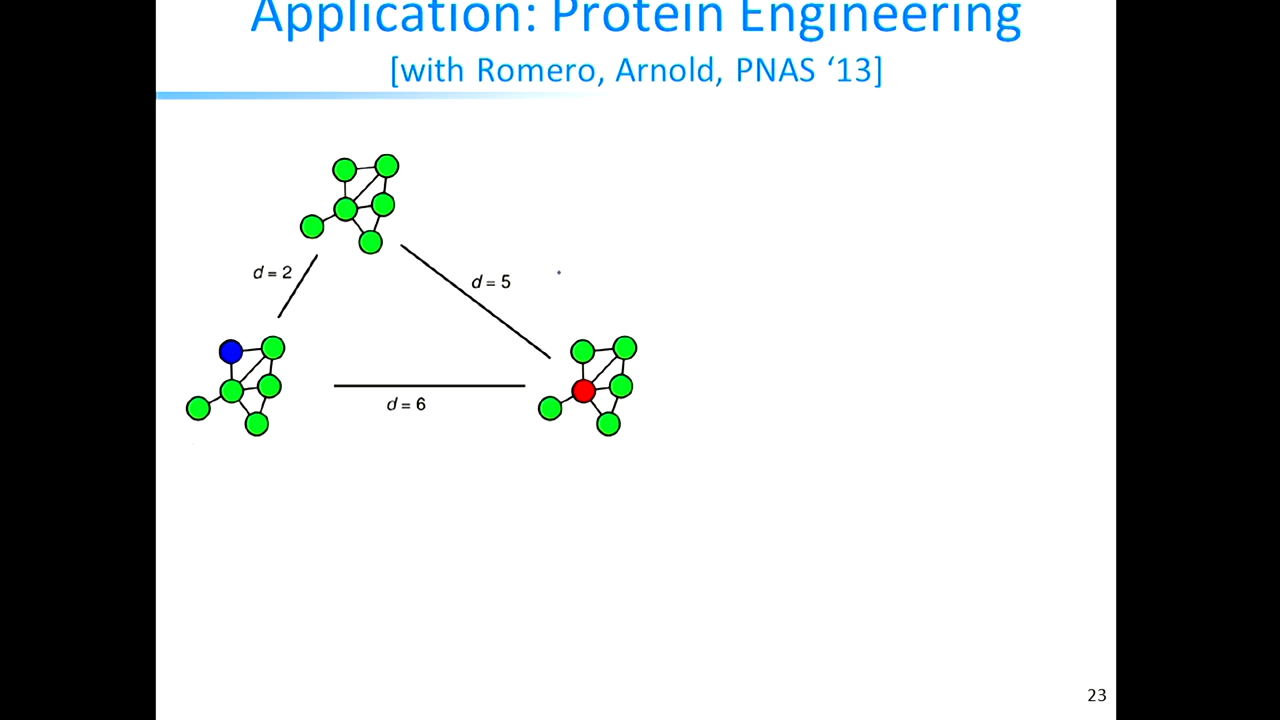 Application: Protein Engineering
[with Romero, Arnold, PNAS ‘13]
d = 2
d = 5
d = 6
23